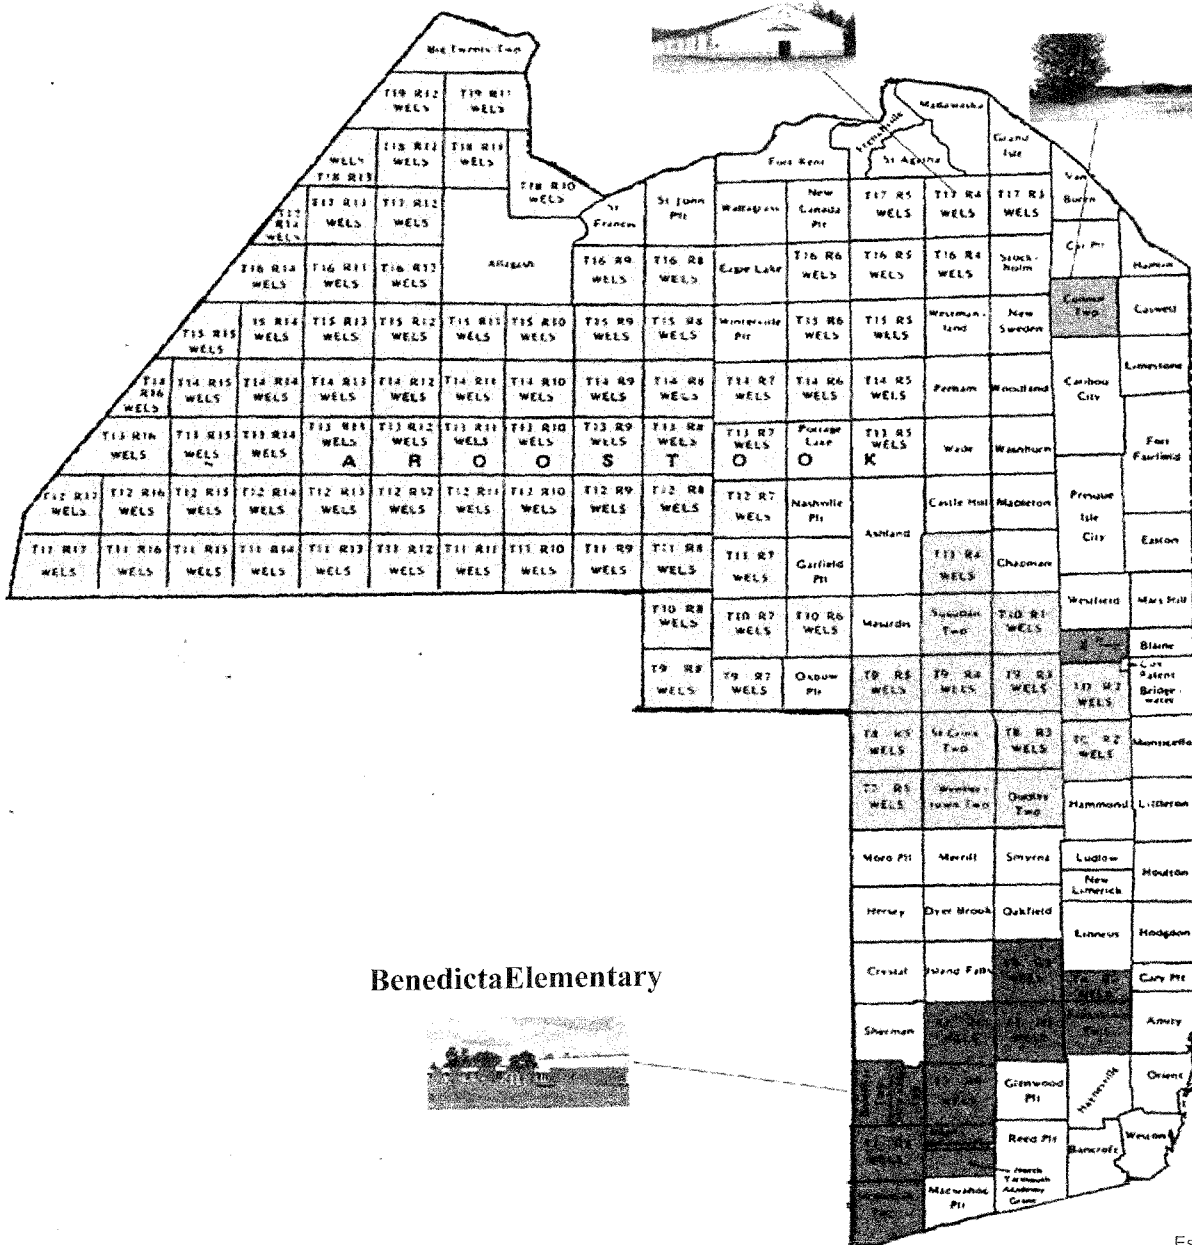 Big Twenty Two
T19 R12
WELS
T19 R11
WELS
Madawaska
Frenchville
Grand
Isle
WELS
T18 R13
T18 R12
WELS
T18 R11
WELS
T18 R10
WELS
Fort Kent
St Agatha
Van
Buren
T17 R13
WELS
T17 R12
WELS
St
Francis
St John
Plt
Wallagrass
New
Canada
Plt
T17 R5
WELS
T17 R4
WELS
T17 R3
WELS
Cyr Plt
Hamlin
T16 R14
WELS
T16 R12
WELS
Allagash
T16 R9
WELS
T16 R8
WELS
Eagle Lake
T16 R6
WELS
T16 R5
WELS
T16 R4
WELS
Stock-
holm
Caswell
T15 R15
WELS
T15 R13
WELS
T15 R12
WELS
T15 R11
WELS
T15 R10
WELS
T15 R9
WELS
T15 R8
WELS
Winterville
Plt
T15 R6
WELS
T15 R5
WELS
Westman-
land
New
Sweden
Limestone
T14
R16
WELS
T14 R15
WELS
T14 R14
WELS
T14 R13
WELS
T14 R12
WELS
T14 R11
WELS
T14 R10
WELS
T14 R9
WELS
T14 R8
WELS
T14 R7
WELS
T14 R6
WELS
T14 R5
WELS
Perham
Woodland
Caribou
City
T13 R16
WELS
T13 R15
WELS
T13 R14
WELS
T13 R13
WELS
T13 R12
WELS
T13 R11
WELS
T13 R10
WELS
T13 R9
WELS
T13 R8
WELS
T13 R7
WELS
Portage
Lake
T13 R5
WELS
Wade
Washburn
Fort
Fairfield
A R O O S T O O K
T12 R17
WELS
T12 R16
WELS
T12 R15
WELS
T12 R14
WELS
T12 R13
WELS
T12 R12
WELS
T12 R11
WELS
T12 R10
WELS
T12 R9
WELS
T12 R8
WELS
T12 R7
WELS
Nashville
Plt
Ashland
Castle Hill
Mapleton
Presque
Isle
City
Easton
T11 R17
WELS
T11 R16
WELS
T11 R15
WELS
T11 R14
WELS
T11 R13
WELS
T11 R12
WELS
T11 R11
WELS
T11 R10
WELS
T11 R9
WELS
T11 R8
WELS
T11 R7
WELS
Garfield
Plt
T11 R4
WELS
Chapman
Westfield
Mars Hill
T10 R8
WELS
T10 R7
WELS
T10 R6
WELS
Masardis
WELS
Blaine
T9 R8
WELS
T9 R7
WELS
Oxbow
Plt
T9 R5
WELS
T9 R4
WELS
T9 R3
WELS
WELS
Patent
Bridge-
water
T8 R5
WELS
St Croix
Two
T8 R3
WELS
WELS
Monticello
T7 R5
WELS
Dudley
Two
Hammond
Littleton
Moro Plt
Merrill
Smyrna
Ludlow
New
Limerick
Houlton
Hersey
Dyer Brook
Oakfield
Linneus
Hodgdon
Crystal
Island Falls
WELS
Cary Plt
BenedictaElementary
Sherman
Amity
Glenwood
Plt
Haynesville
Orient
Reed Plt
Bancroft
Weston
North
Yarmouth
Academy
Grant
Macwahoc
Plt
Es